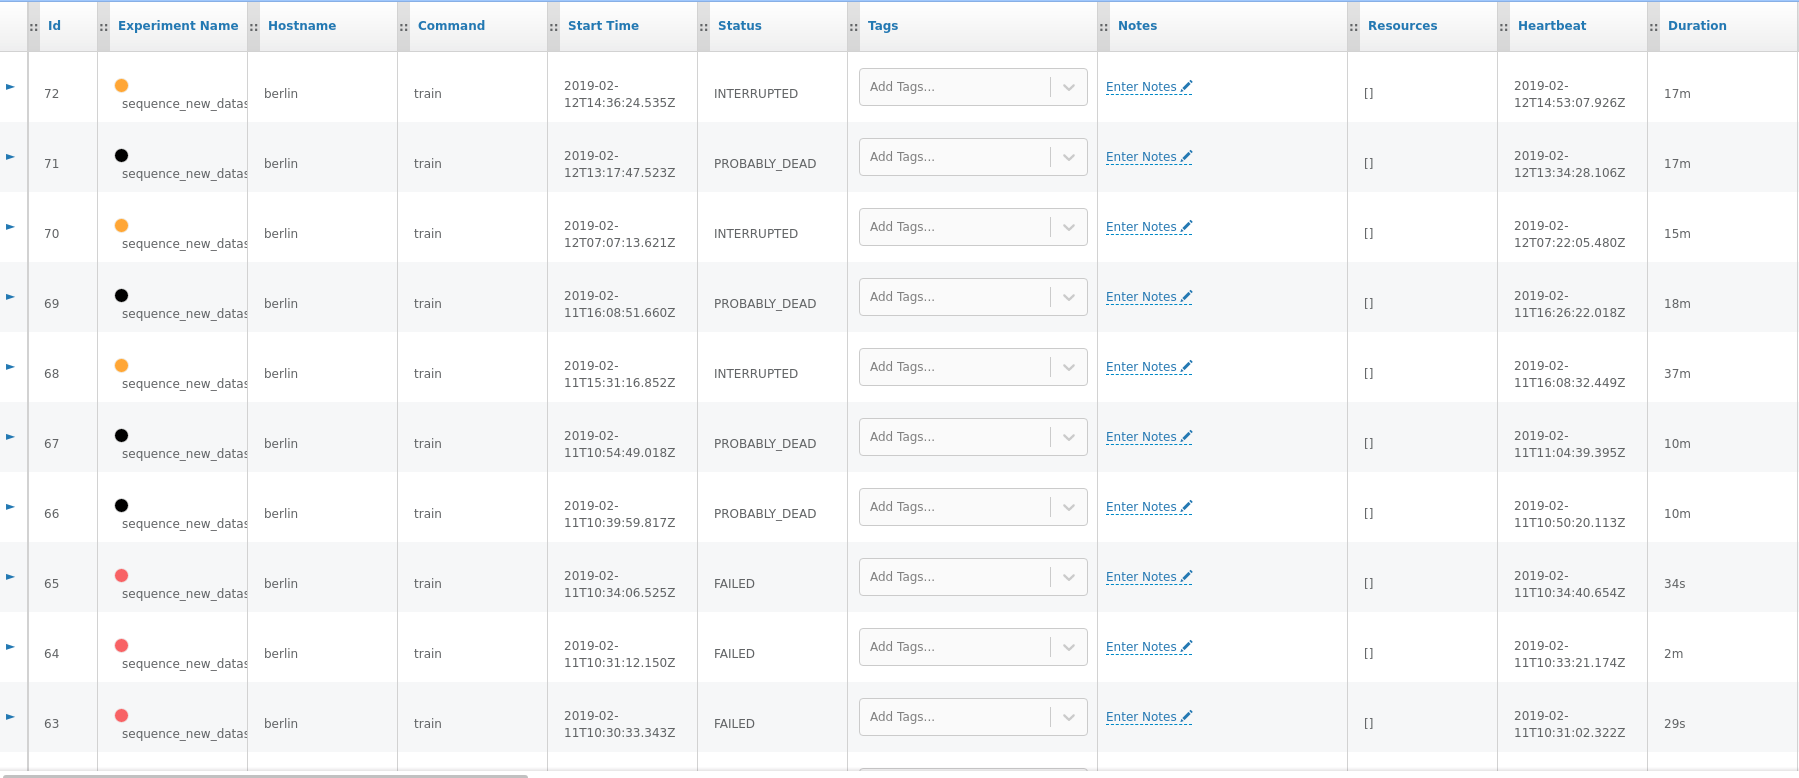 Id Experiment Name Hostname Command Start Time Status Tags Notes Resources Heartbeat Duration
72 sequence_new_datas berlin train 2019-02-12T14:36:24.535Z INTERRUPTED Add Tags... Enter Notes [] 2019-02-12T14:53:07.926Z 17m
71 sequence_new_datas berlin train 2019-02-12T13:17:47.523Z PROBABLY_DEAD Add Tags... Enter Notes [] 2019-02-12T13:34:28.106Z 17m
70 sequence_new_datas berlin train 2019-02-12T07:07:13.621Z INTERRUPTED Add Tags... Enter Notes [] 2019-02-12T07:22:05.480Z 15m
69 sequence_new_datas berlin train 2019-02-11T16:08:51.660Z PROBABLY_DEAD Add Tags... Enter Notes [] 2019-02-11T16:26:22.018Z 18m
68 sequence_new_datas berlin train 2019-02-11T15:31:16.852Z INTERRUPTED Add Tags... Enter Notes [] 2019-02-11T16:08:32.449Z 37m
67 sequence_new_datas berlin train 2019-02-11T10:54:49.018Z PROBABLY_DEAD Add Tags... Enter Notes [] 2019-02-11T11:04:39.395Z 10m
66 sequence_new_datas berlin train 2019-02-11T10:39:59.817Z PROBABLY_DEAD Add Tags... Enter Notes [] 2019-02-11T10:50:20.113Z 10m
65 sequence_new_datas berlin train 2019-02-11T10:34:06.525Z FAILED Add Tags... Enter Notes [] 2019-02-11T10:34:40.654Z 34s
64 sequence_new_datas berlin train 2019-02-11T10:31:12.150Z FAILED Add Tags... Enter Notes [] 2019-02-11T10:33:21.174Z 2m
63 sequence_new_datas berlin train 2019-02-11T10:30:33.343Z FAILED Add Tags... Enter Notes [] 2019-02-11T10:31:02.322Z 29s